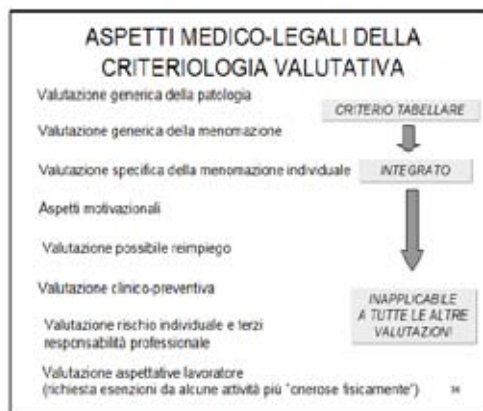 ASPETTI MEDICO-LEGALI DELLA
CRITERIOLOGIA VALUTATIVA
Valutazione generica della patologia
CRITERIO TABELLARE
Valutazione generica della menomazione
Valutazione specifica della menomazione individuale
INTEGRATO
Aspetti motivazionali
Valutazione possibile reimpiego
Valutazione clinico-preventiva
INAPPLICABILE
A TUTTE LE ALTRE
VALUTAZIONI
Valutazione rischio individuale e terzi
responsabilità professionale
Valutazione aspettative lavoratore
(richiesta esenzioni da alcune attività più "onerose fisicamente")